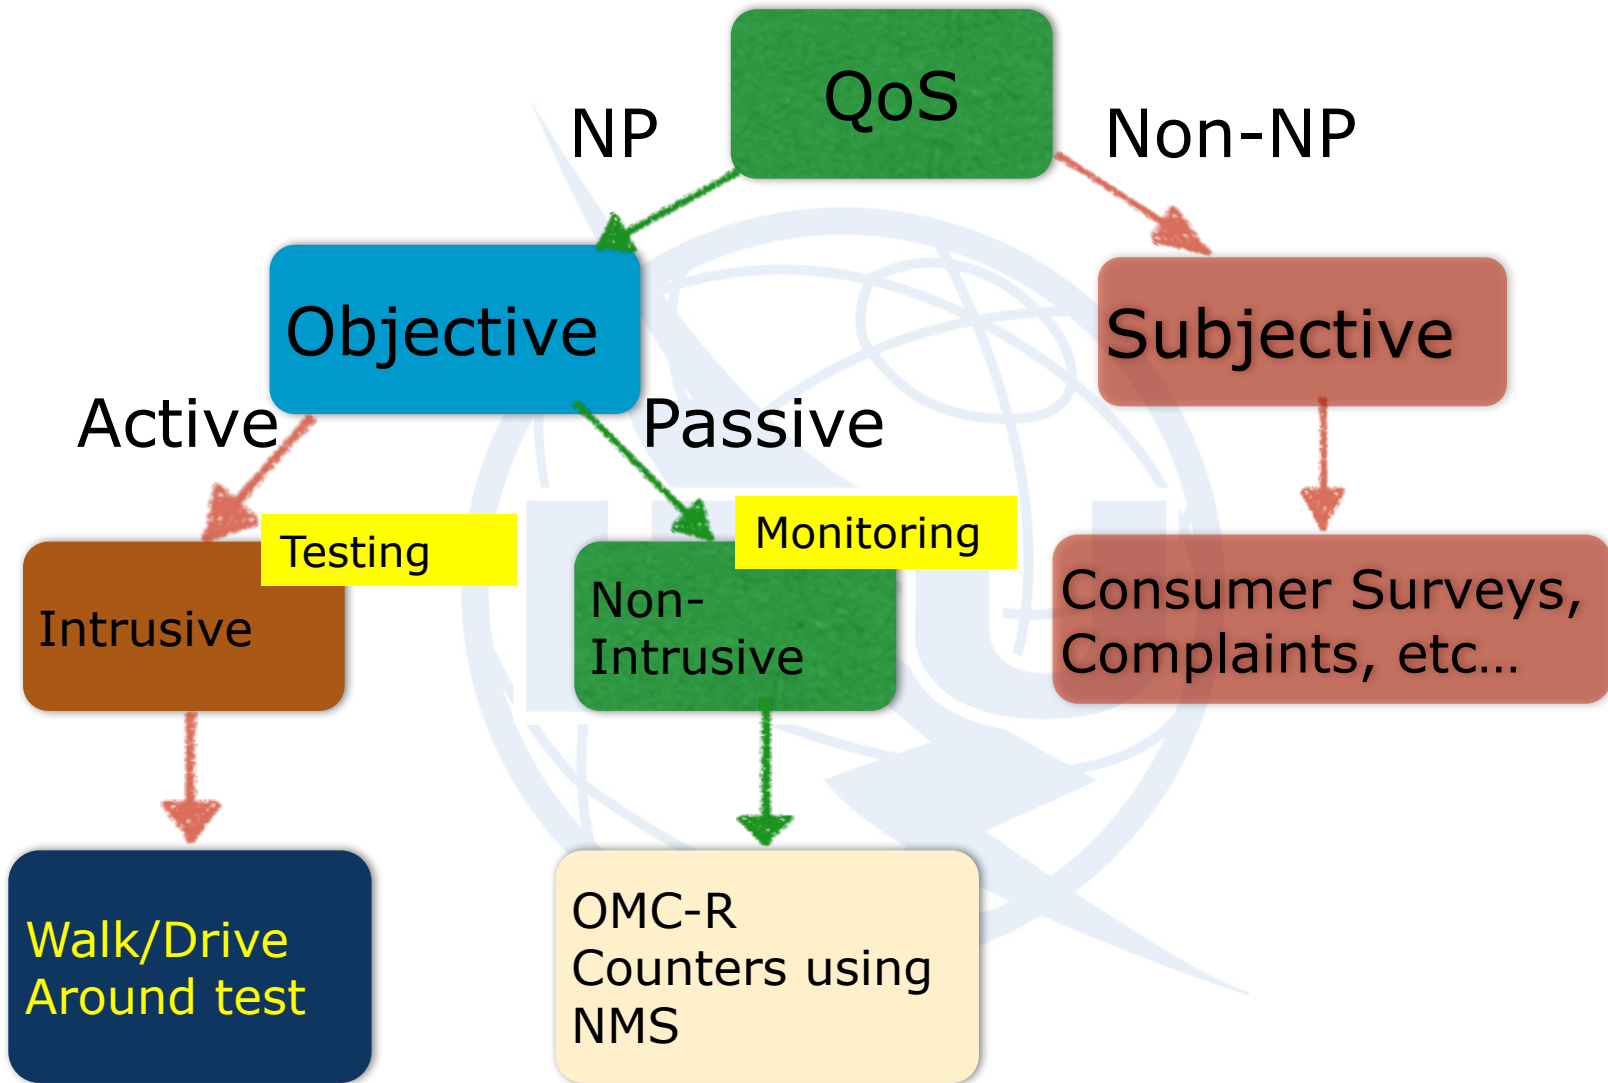 QoS
NP
Non-NP
Objective
Subjective
Active
Passive
Testing
Monitoring
Intrusive
Non-
Intrusive
Consumer Surveys,
Complaints, etc...
Walk/Drive
Around test
OMC-R
Counters using
NMS
ITU